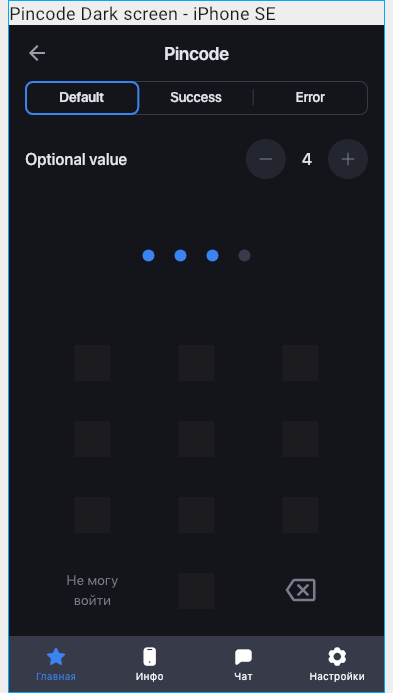 Pincode Dark screen - iPhone SE
Pincode
Default Success Error
Optional value 4
Не могу
войти
Главная Инфо Чат Настройки